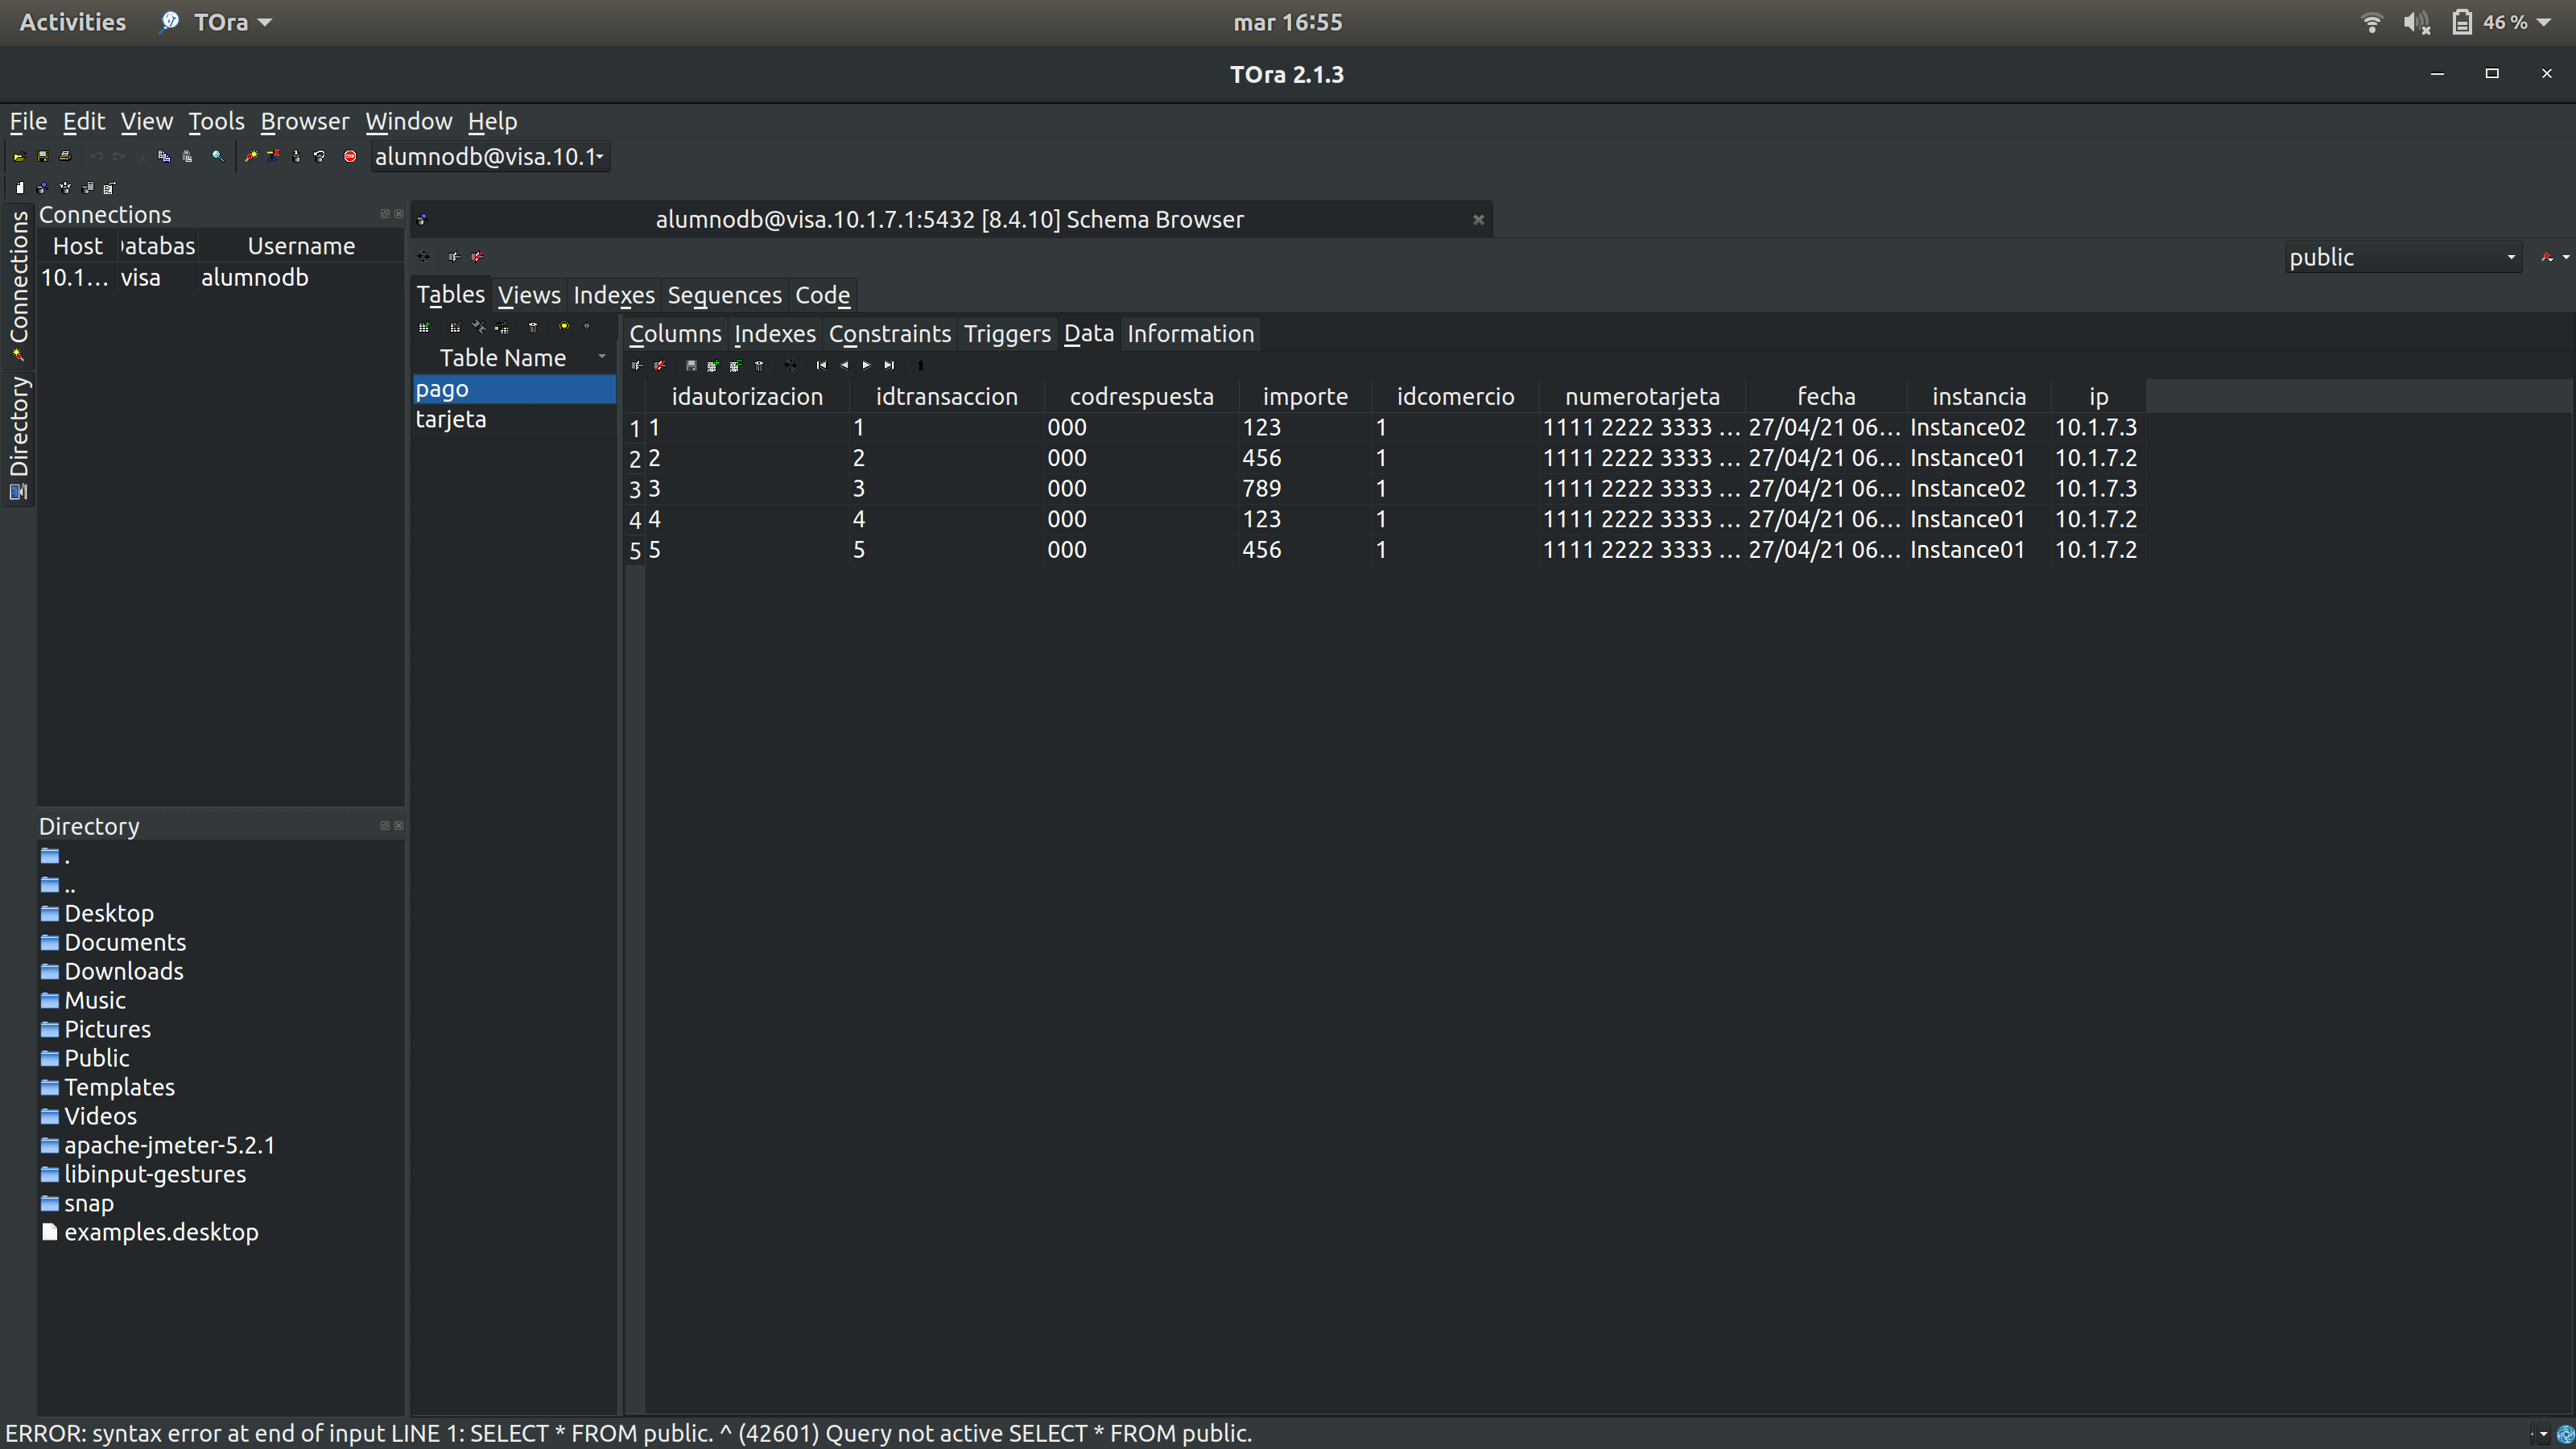 Activities TOra mar 16:55 46 %
TOra 2.1.3
File Edit View Tools Browser Window Help
alumnodb@visa.10.1
Connections
Directory
Connections
Host Username
10.1... visa alumnodb
alumnodb@visa.10.1.7.1:5432 [8.4.10] Schema Browser
public
Tables Views Indexes Sequences Code
Columns Indexes Constraints Triggers Data Information
Table Name
pago
tarjeta
1
idautorizacion idtransaccion codrespuesta importe idcomercio numerotarjeta fecha instancia ip
1 1 1 000 123 1 1111 2222 3333 ... 27/04/21 06... Instance02 10.1.7.3
2 2 2 000 456 1 1111 2222 3333 ... 27/04/21 06... Instance01 10.1.7.2
3 3 3 000 789 1 1111 2222 3333 ... 27/04/21 06... Instance02 10.1.7.3
4 4 4 000 123 1 1111 2222 3333 ... 27/04/21 06... Instance01 10.1.7.2
5 5 5 000 456 1 1111 2222 3333 ... 27/04/21 06... Instance01 10.1.7.2
Directory
.
..
Desktop
Documents
Downloads
Music
Pictures
Public
Templates
Videos
apache-jmeter-5.2.1
libinput-gestures
snap
examples.desktop
ERROR: syntax error at end of input LINE 1: SELECT * FROM public. ^ (42601) Query not active SELECT * FROM public.